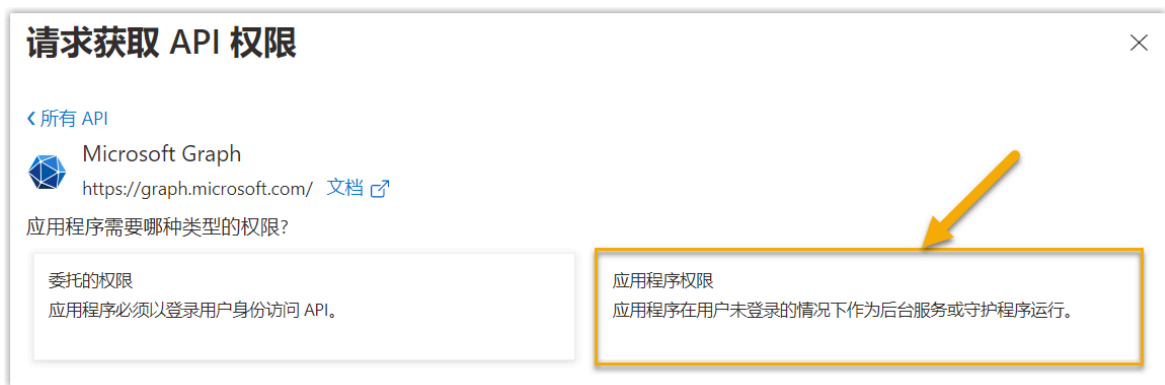 请求获取 API 权限
所有 API
Microsoft Graph
https://graph.microsoft.com/ 文档
应用程序需要哪种类型的权限?
委托的权限
应用程序必须以登录用户身份访问 API。
应用程序权限
应用程序在用户未登录的情况下作为后台服务或守护程序运行。